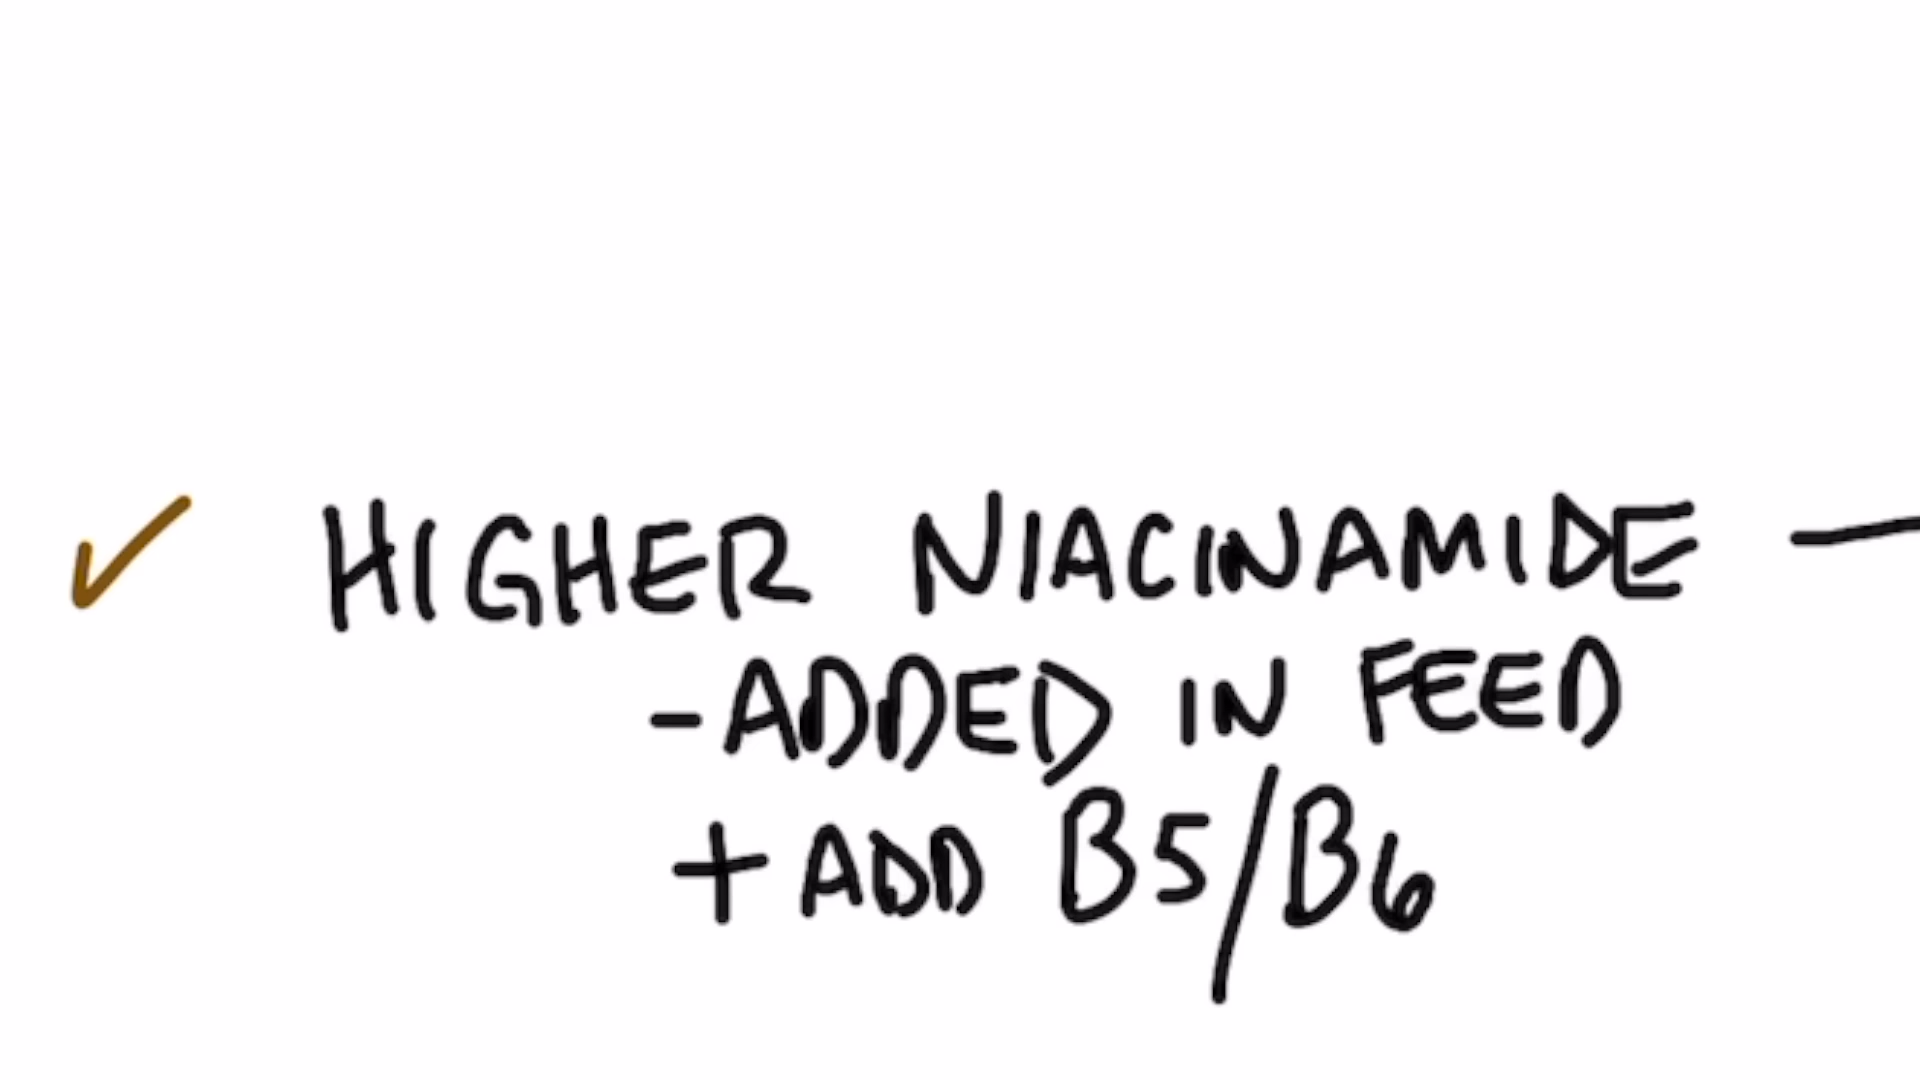 ✓ HIGHER NIACINAMIDE —
- ADDED IN FEED
+ ADD B5/B6